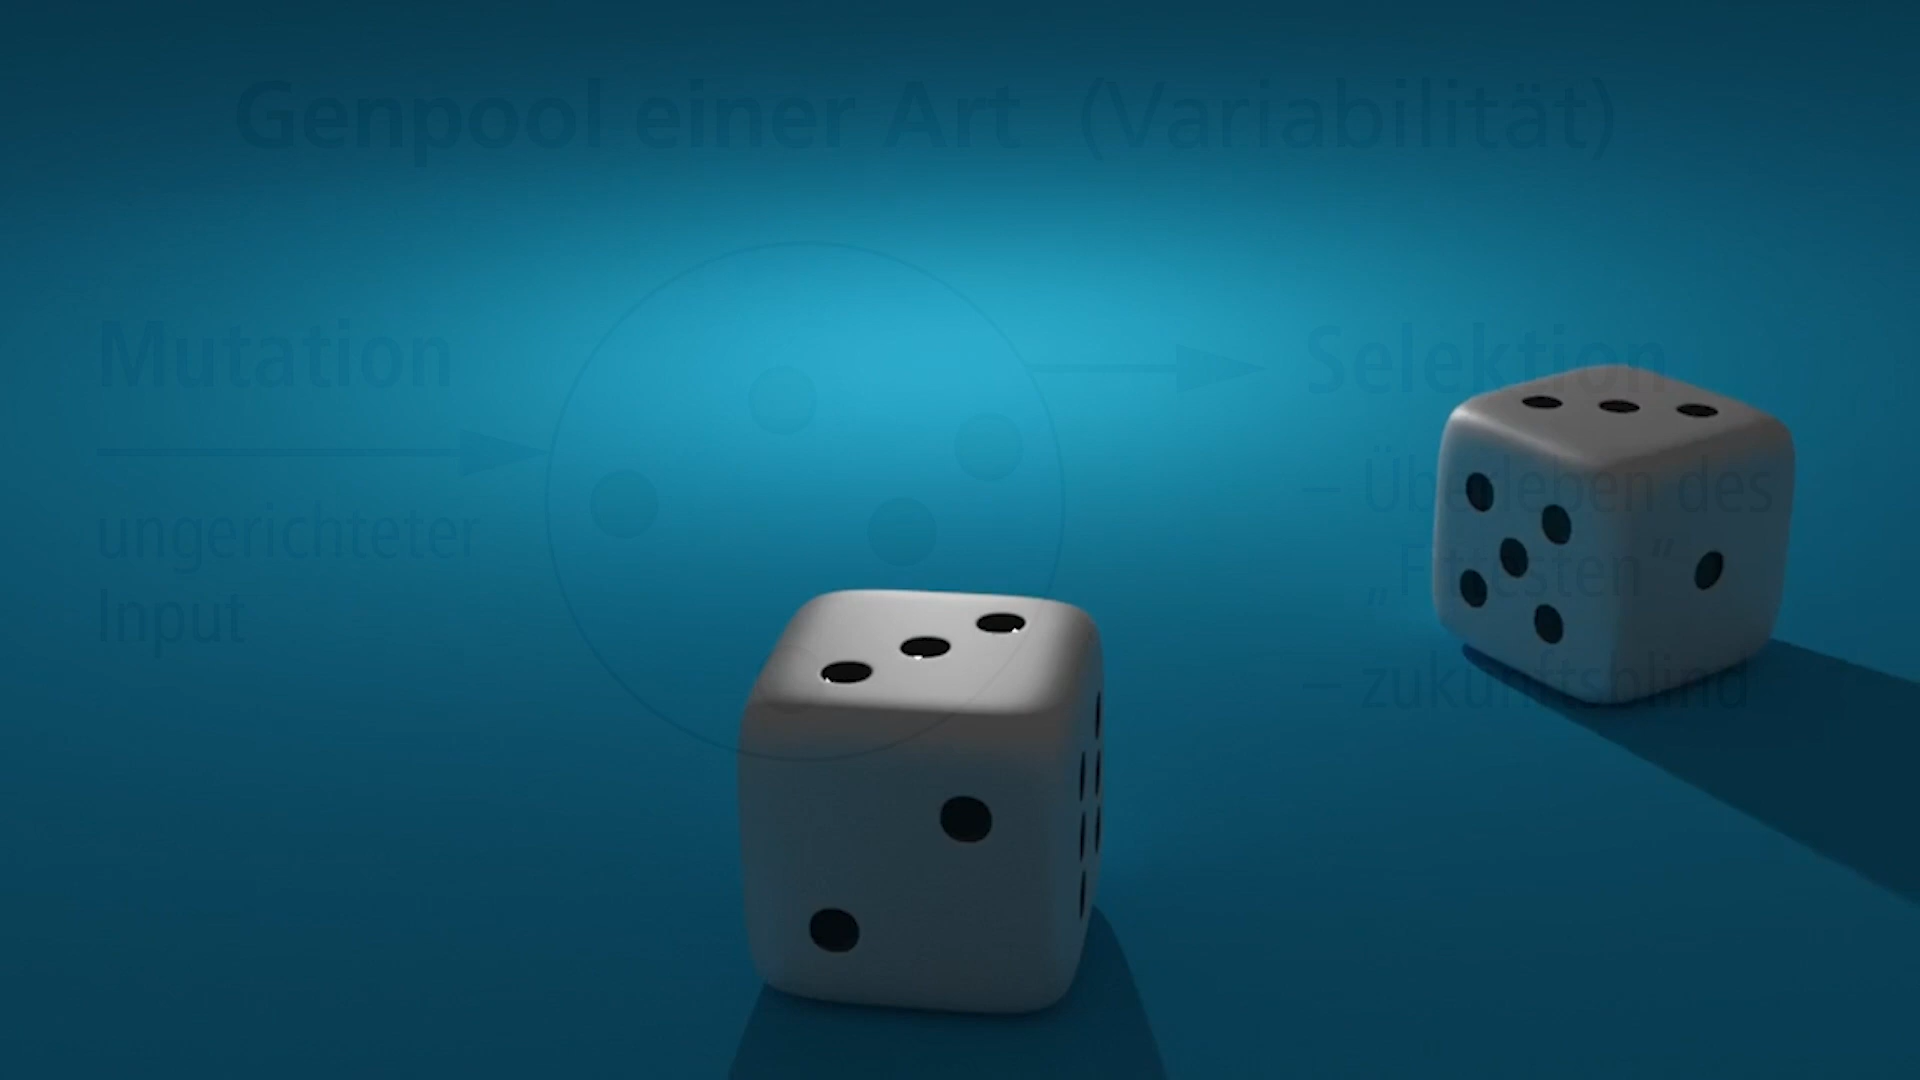 Genpool einer Art (Variabilität)
Mutation
ungerichteter
Input
Selektion
– Überleben des
„Fittesten“
– zukunftsblind